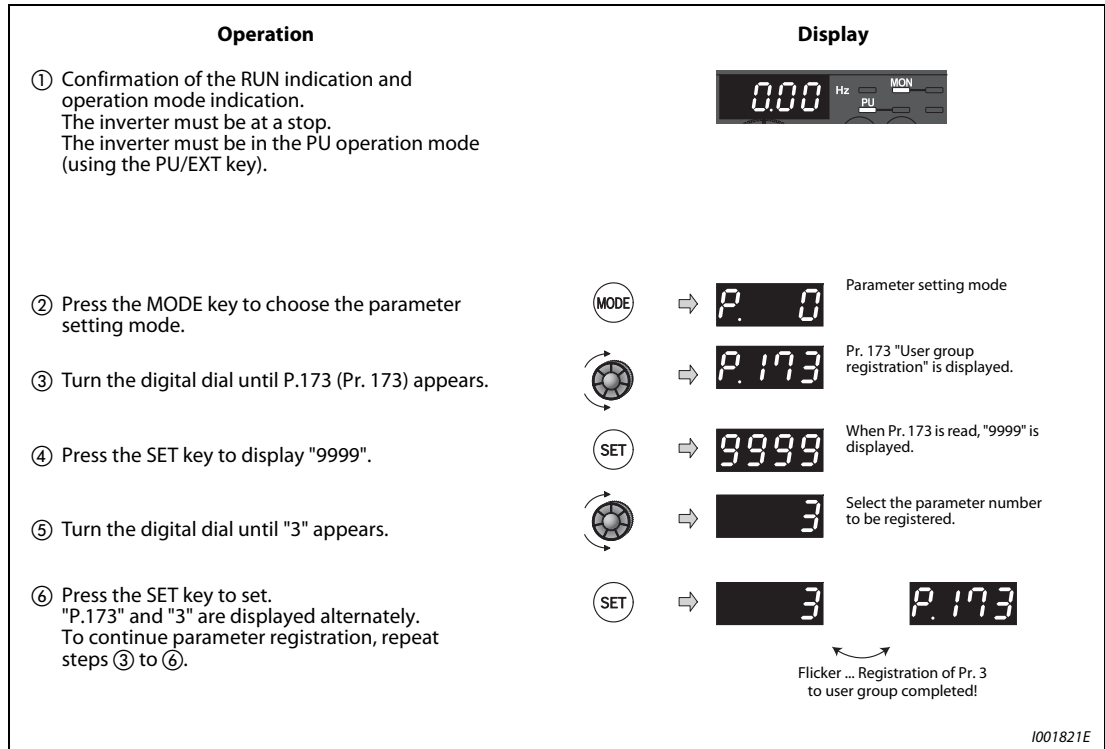 Operation
Display
① Confirmation of the RUN indication and
operation mode indication.
The inverter must be at a stop.
The inverter must be in the PU operation mode
(using the PU/EXT key).
0.00 Hz MON
PU
② Press the MODE key to choose the parameter
setting mode.
MODE
P. 0
Parameter setting mode
③ Turn the digital dial until P.173 (Pr. 173) appears.
P.173
Pr. 173 "User group
registration" is displayed.
④ Press the SET key to display "9999".
SET
9999
When Pr. 173 is read, "9999" is
displayed.
⑤ Turn the digital dial until "3" appears.
3
Select the parameter number
to be registered.
⑥ Press the SET key to set.
"P.173" and "3" are displayed alternately.
To continue parameter registration, repeat
steps ③ to ⑥.
SET
3
P.173
Flicker ... Registration of Pr. 3
to user group completed!
I001821E